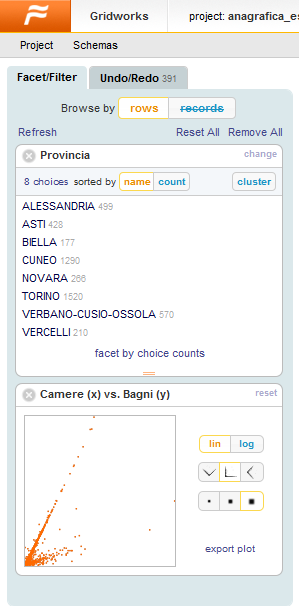 Gridworks project: anagrafica_es
Project Schemas
Facet/Filter Undo/Redo 391
Browse by rows records
Refresh Reset All Remove All
Provincia change
8 choices sorted by name count cluster
ALESSANDRIA 499
ASTI 428
BIELLA 177
CUNEO 1290
NOVARA 266
TORINO 1520
VERBANO-CUSIO-OSSOLA 570
VERCELLI 210
facet by choice counts
Camere (x) vs. Bagni (y) reset
lin log
export plot